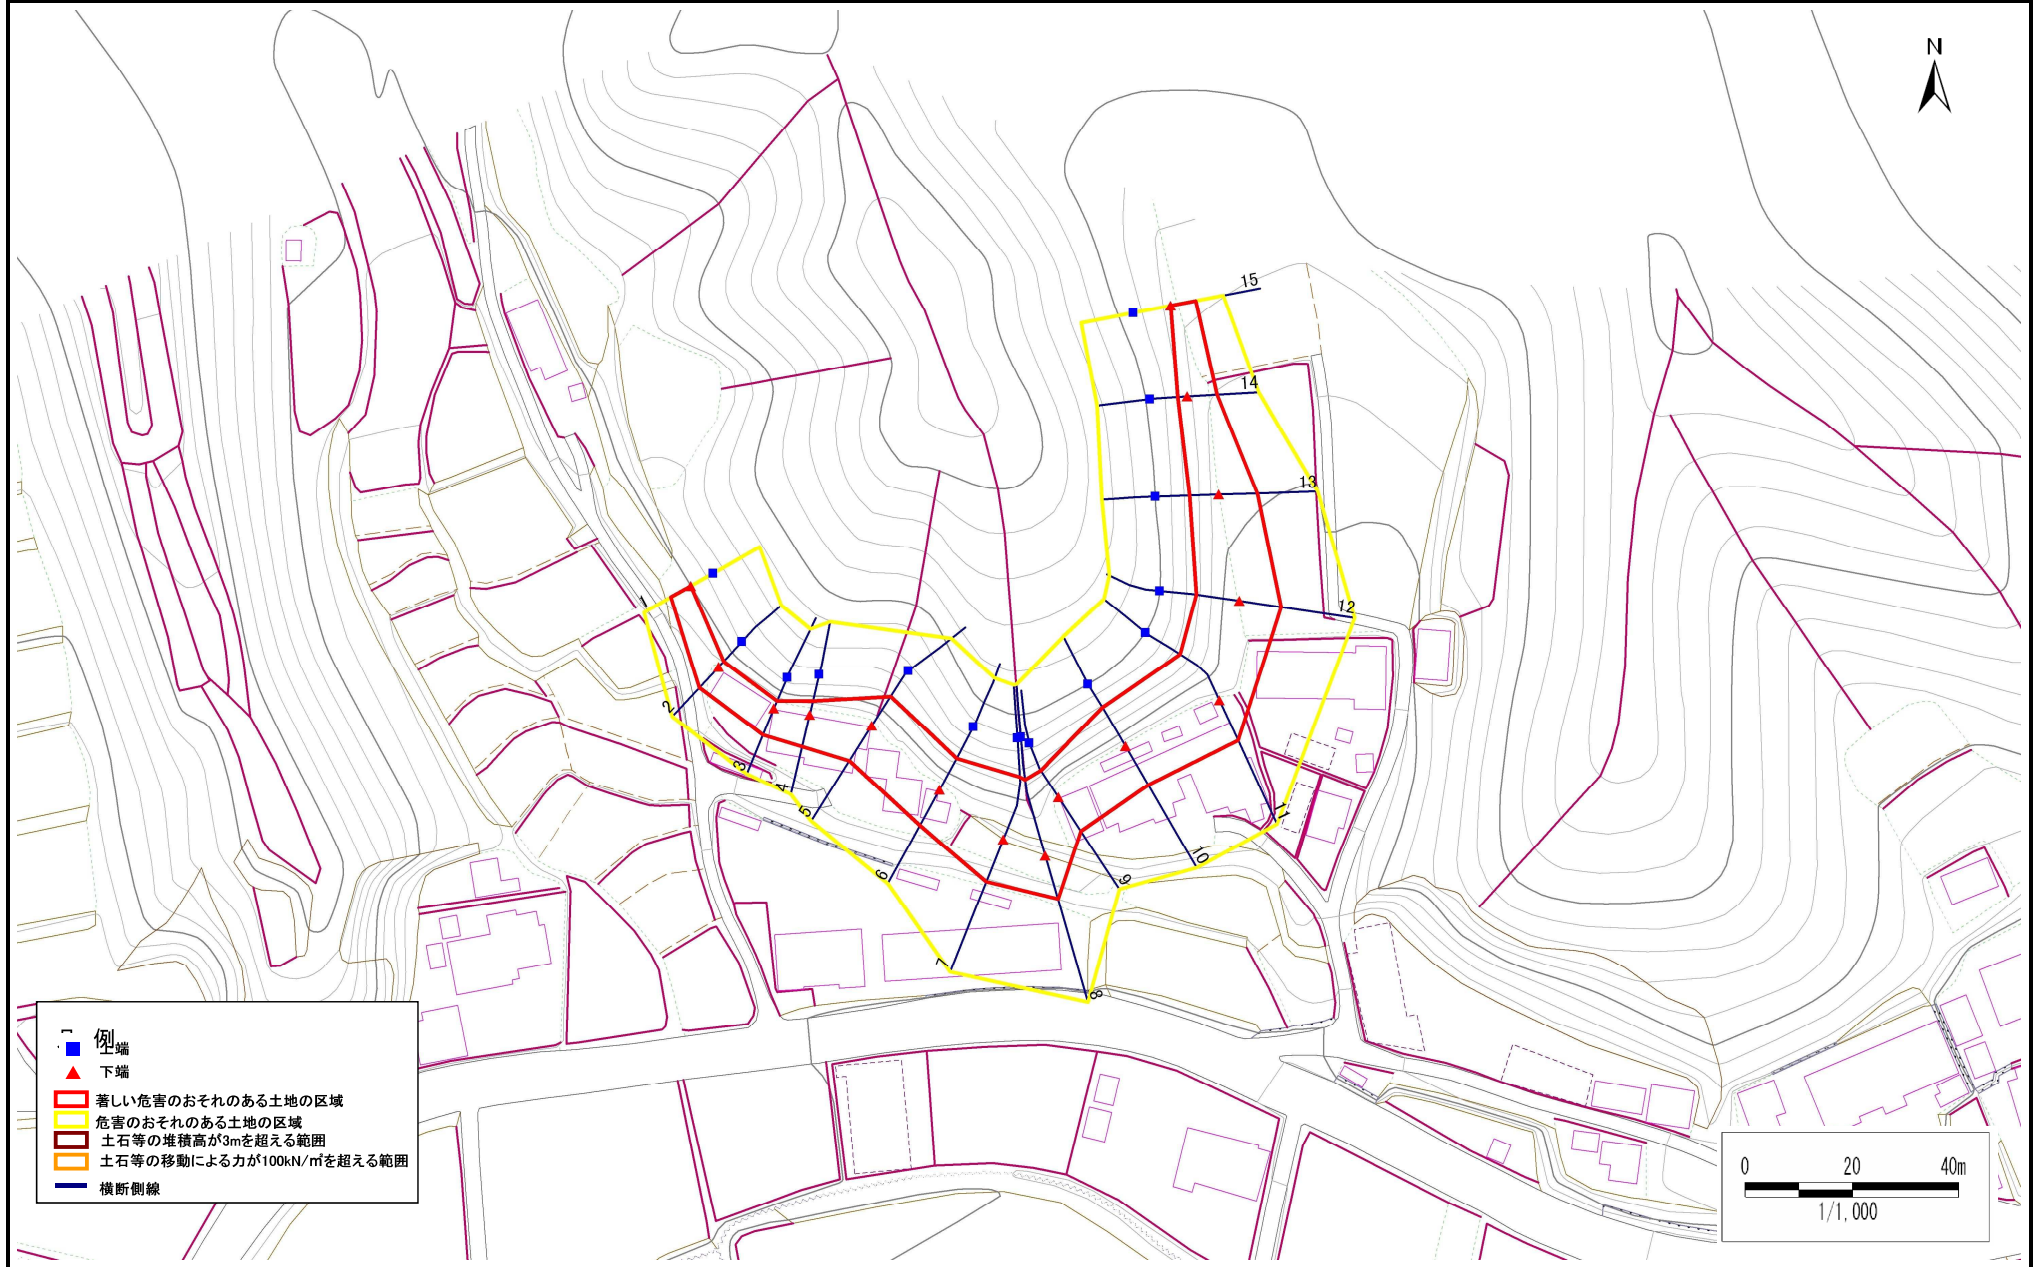 N
15
14
13
1
12
2
3
4
5
11
10
6
9
7
8
例
上端
下端
著しい危害のおそれのある土地の区域
危害のおそれのある土地の区域
土石等の堆積高が3mを超える範囲
土石等の移動による力が100kN/㎡を超える範囲
横断側線
0 20 40m
1/1,000